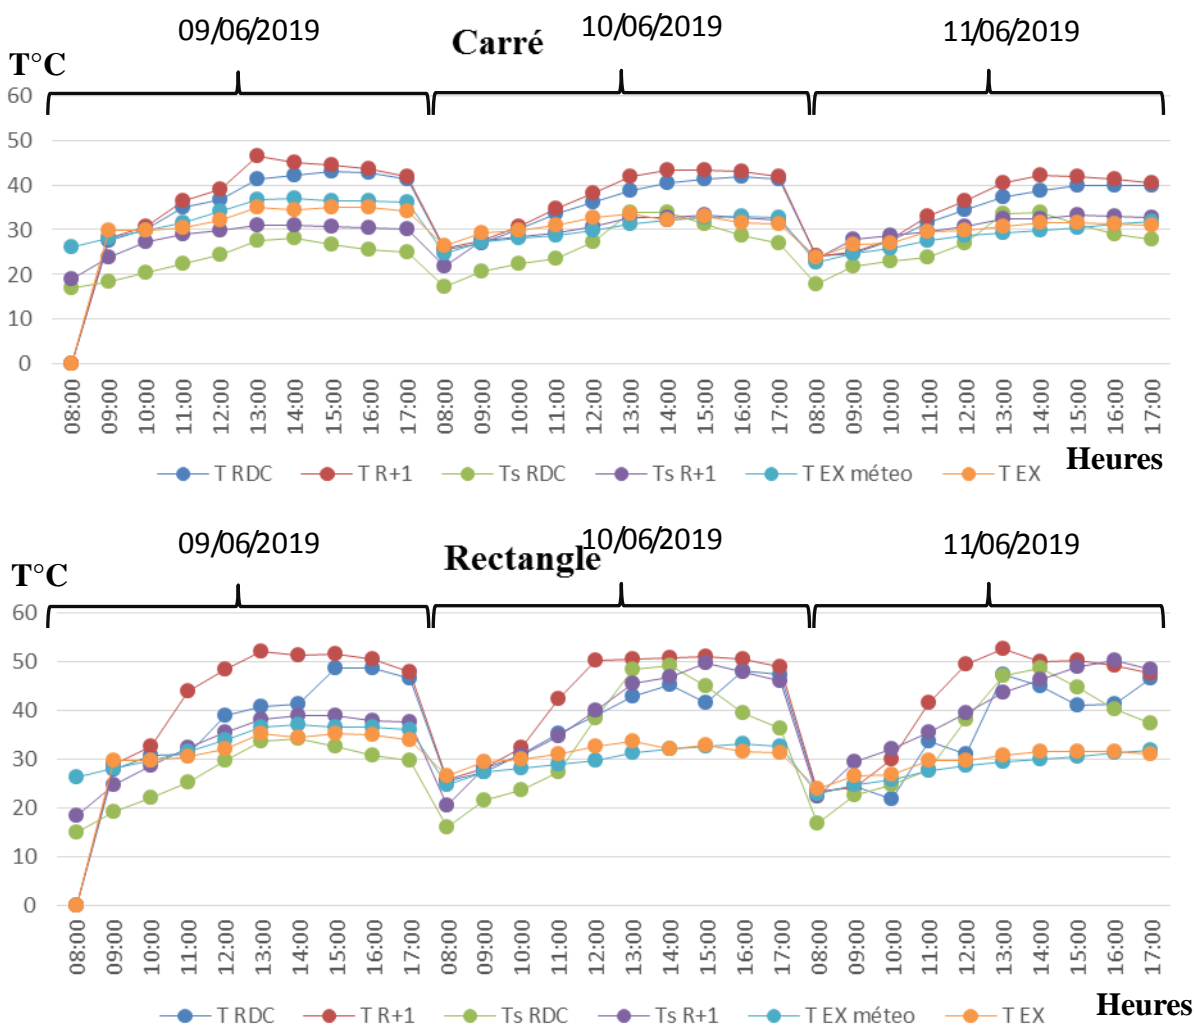 09/06/2019 Carré 10/06/2019 11/06/2019
T°C
60
50
40
30
20
10
0
08:00 09:00 10:00 11:00 12:00 13:00 14:00 15:00 16:00 17:00 08:00 09:00 10:00 11:00 12:00 13:00 14:00 15:00 16:00 17:00 08:00 09:00 10:00 11:00 12:00 13:00 14:00 15:00 16:00 17:00
Heures
T RDC T R+1 Ts RDC Ts R+1 T EX méteo T EX
09/06/2019 Rectangle 10/06/2019 11/06/2019
T°C
60
50
40
30
20
10
0
08:00 09:00 10:00 11:00 12:00 13:00 14:00 15:00 16:00 17:00 08:00 09:00 10:00 11:00 12:00 13:00 14:00 15:00 16:00 17:00 08:00 09:00 10:00 11:00 12:00 13:00 14:00 15:00 16:00 17:00
Heures
T RDC T R+1 Ts RDC Ts R+1 T EX méteo T EX